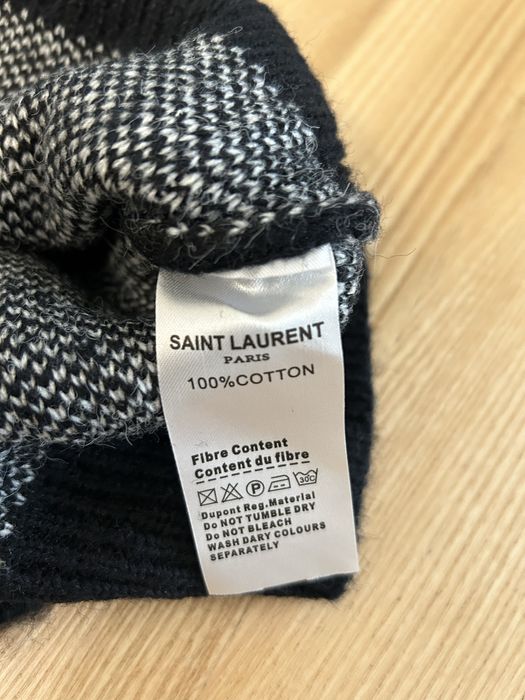 SAINT LAURENT
PARIS
100%COTTON
Fibre Content
Content du fibre
P 30C
Dupont Reg.Material
Do NOT TUMBLE DRY
Do NOT BLEACH
WASH DARY COLOURS
SEPARATELY